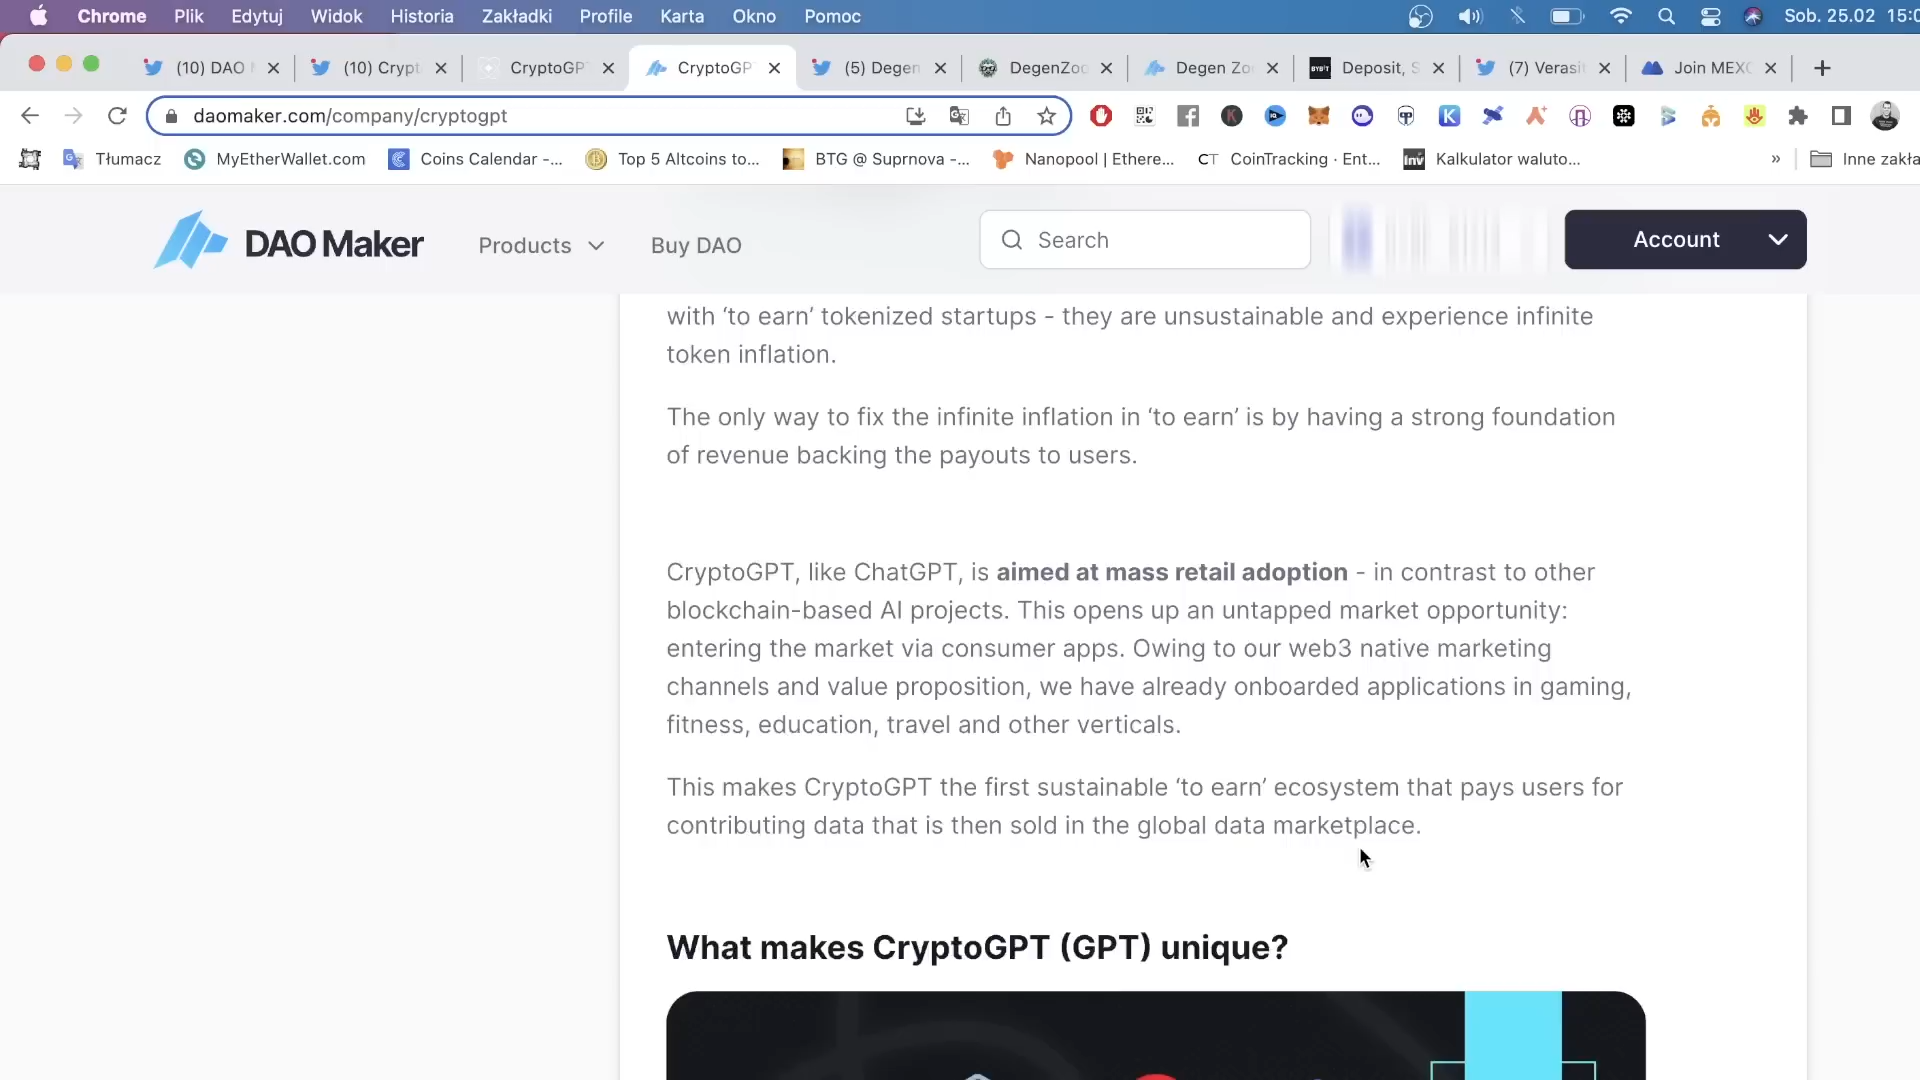 Chrome Plik Edytuj Widok Historia Zakładki Profile Karta Okno Pomoc Sob. 25.02 15:0
(10) DAO (10) Crypt CryptoGP CryptoGP (5) Degen DegenZoo Degen Zo BYBIT Deposit, S (7) Verasit Join MEXC
daomaker.com/company/cryptogpt
Tłumacz MyEtherWallet.com Coins Calendar -... Top 5 Altcoins to... BTG @ Suprnova -... Nanopool | Ethere... CT CoinTracking · Ent... Inv Kalkulator waluto... » Inne zakła
DAO Maker Products Buy DAO Search Account
with ‘to earn’ tokenized startups - they are unsustainable and experience infinite
token inflation.
The only way to fix the infinite inflation in ‘to earn’ is by having a strong foundation
of revenue backing the payouts to users.
CryptoGPT, like ChatGPT, is aimed at mass retail adoption - in contrast to other
blockchain-based AI projects. This opens up an untapped market opportunity:
entering the market via consumer apps. Owing to our web3 native marketing
channels and value proposition, we have already onboarded applications in gaming,
fitness, education, travel and other verticals.
This makes CryptoGPT the first sustainable ‘to earn’ ecosystem that pays users for
contributing data that is then sold in the global data marketplace.
What makes CryptoGPT (GPT) unique?